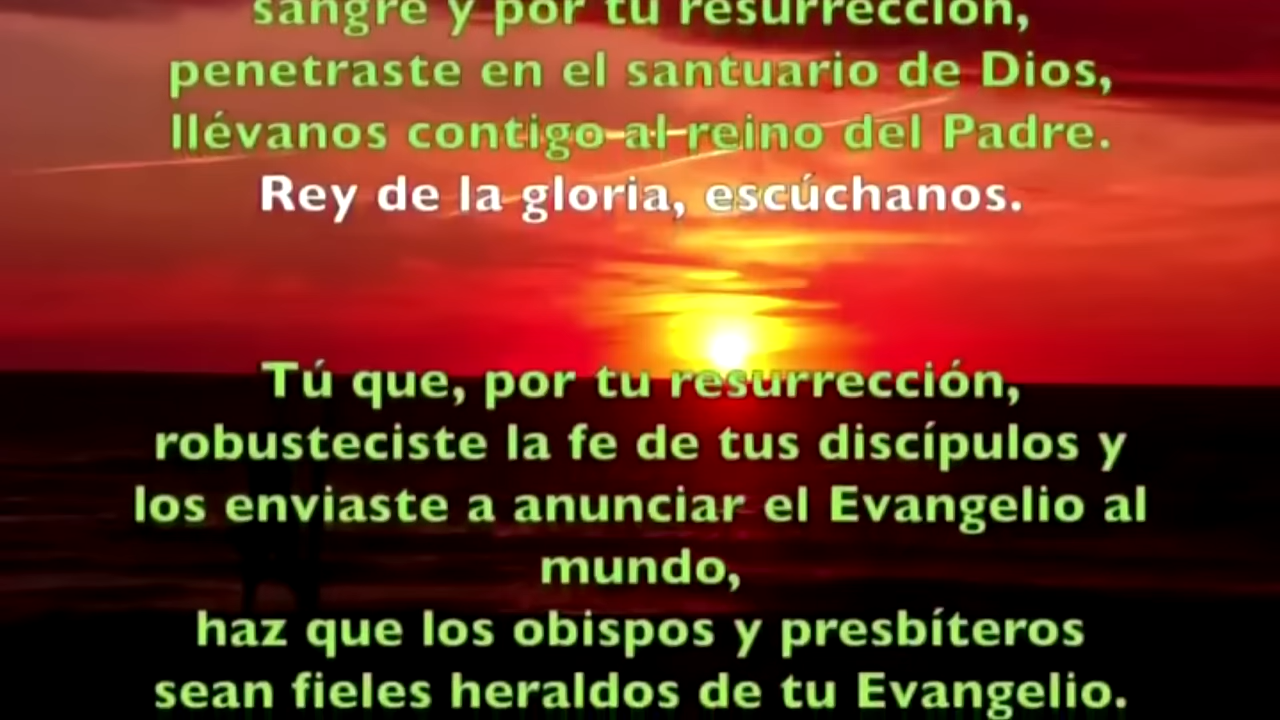 sangre y por tu resurrección,
penetraste en el santuario de Dios,
llévanos contigo al reino del Padre.
Rey de la gloria, escúchanos.
Tú que, por tu resurrección,
robusteciste la fe de tus discípulos y
los enviaste a anunciar el Evangelio al
mundo,
haz que los obispos y presbíteros
sean fieles heraldos de tu Evangelio.